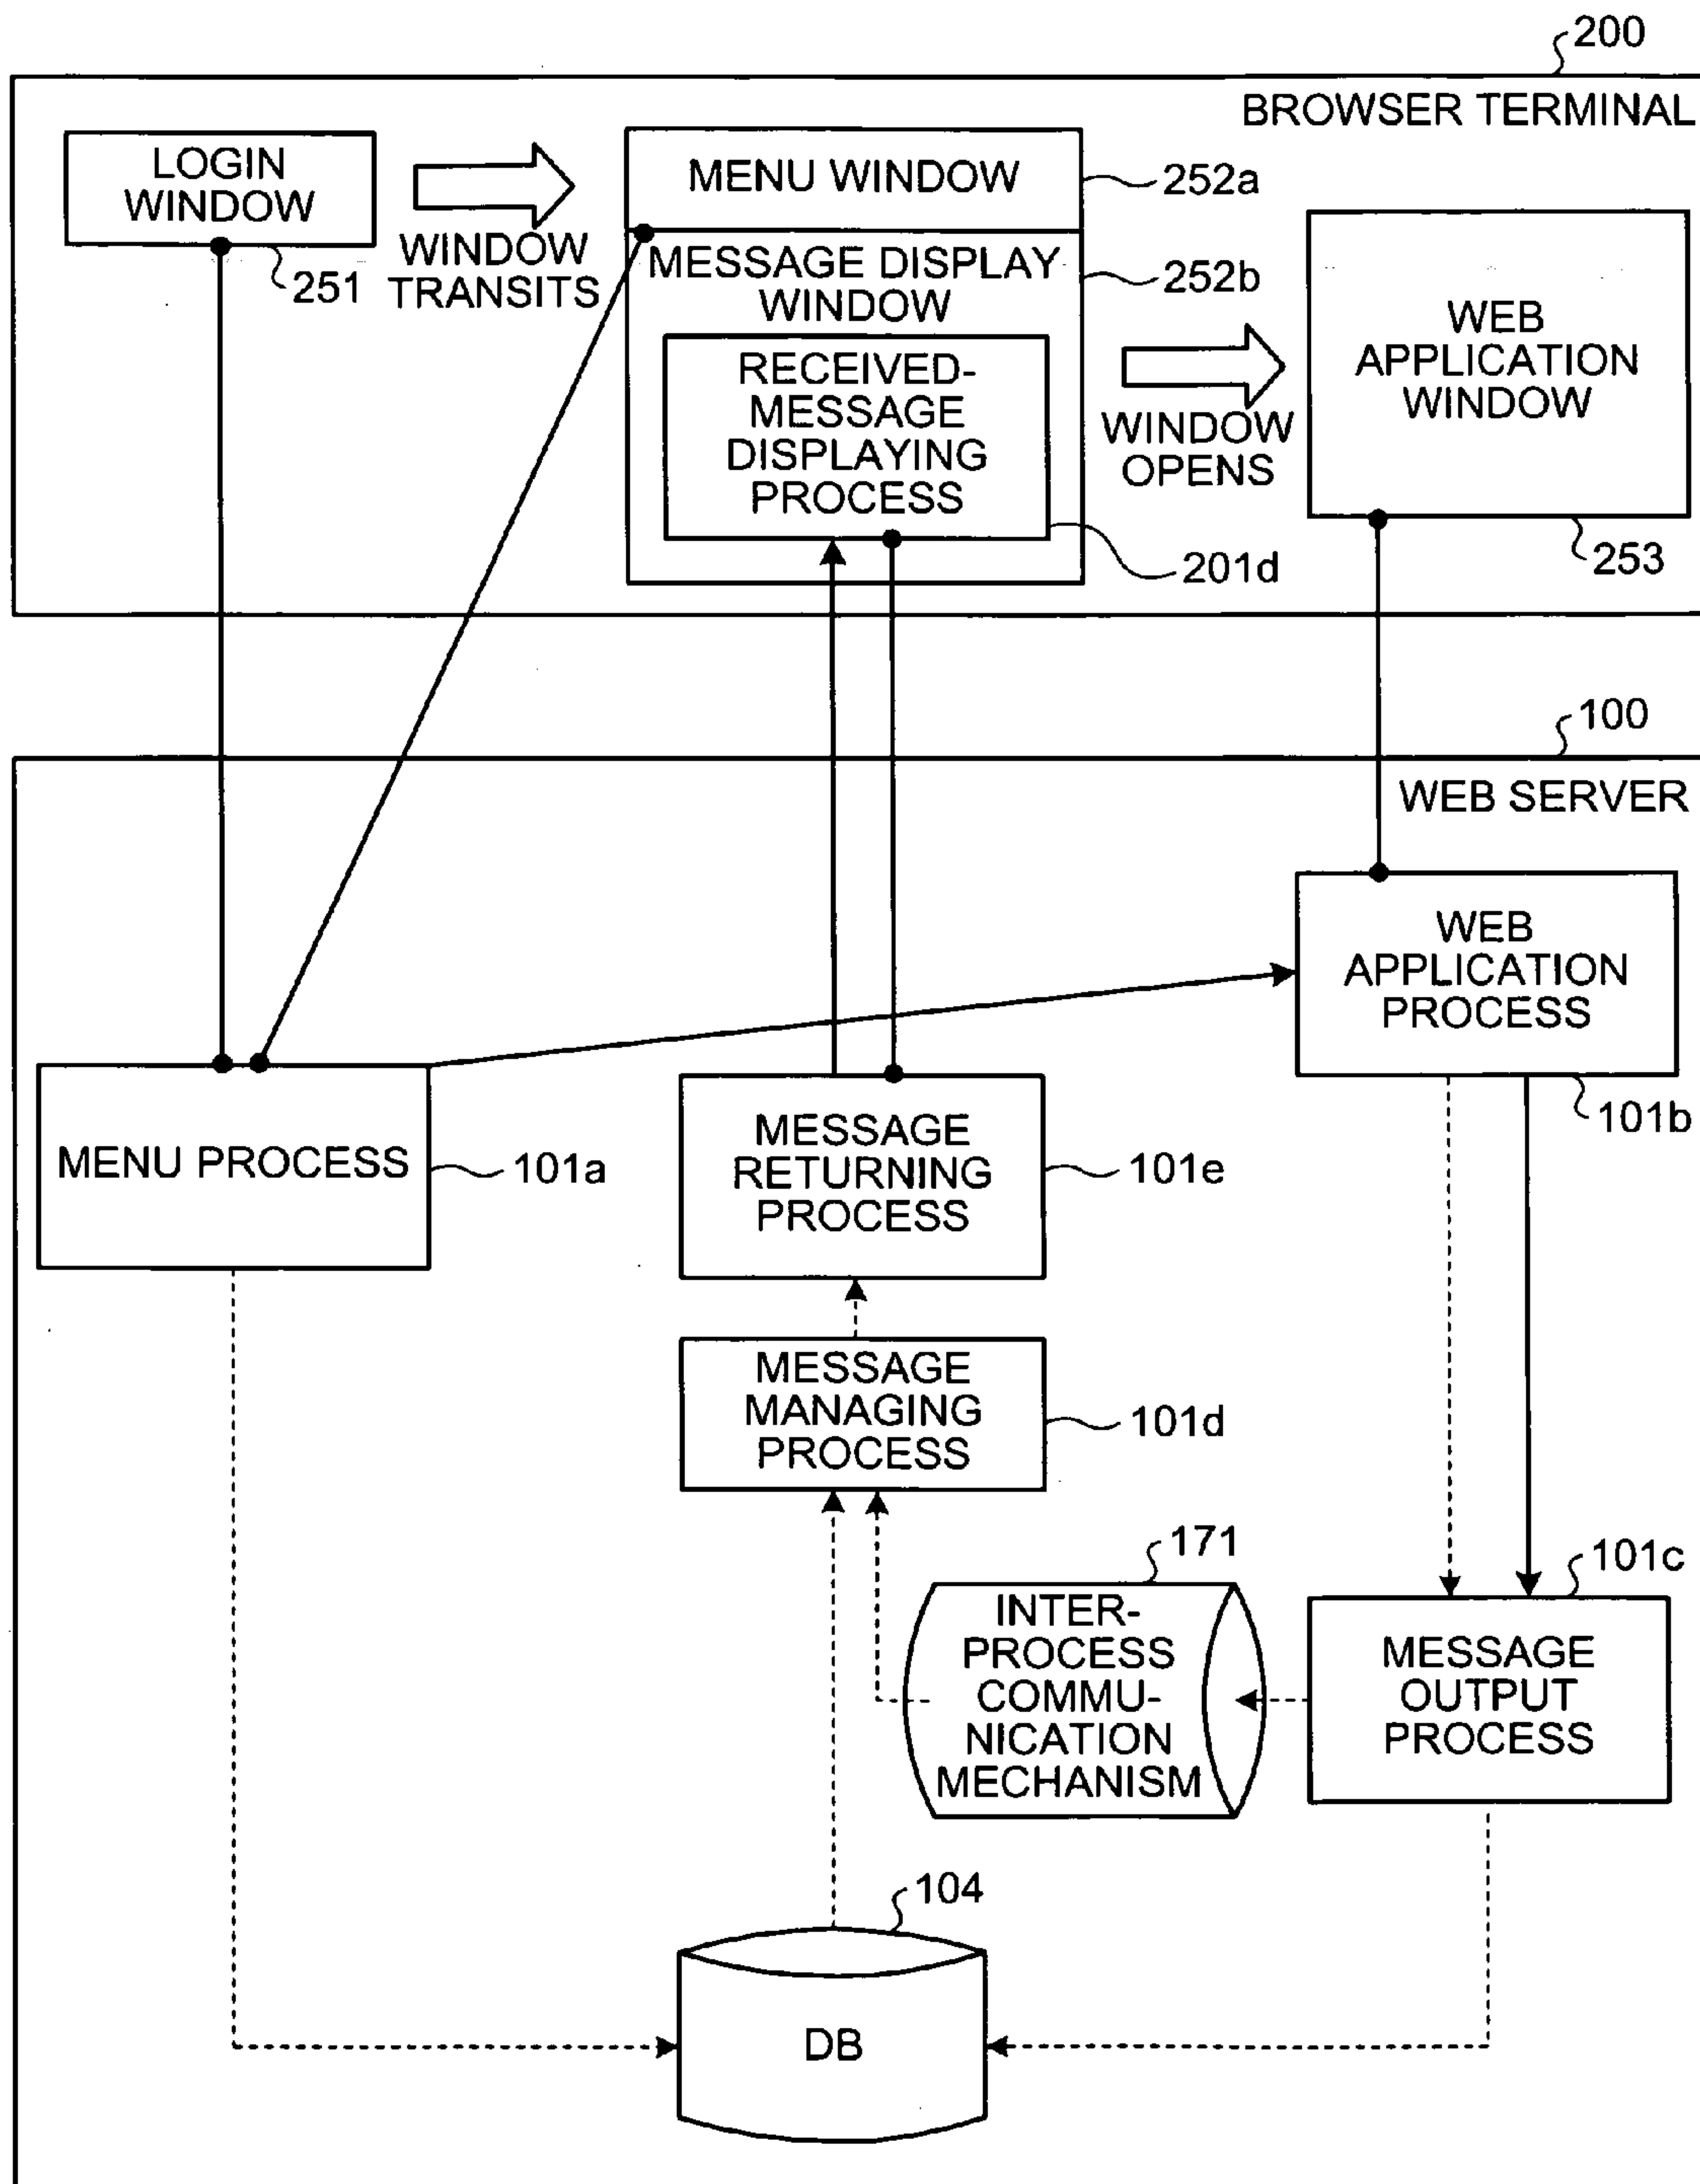 200
BROWSER TERMINAL
LOGIN
WINDOW
251
WINDOW
TRANSITS
MENU WINDOW
252a
MESSAGE DISPLAY
WINDOW
252b
RECEIVED-
MESSAGE
DISPLAYING
PROCESS
201d
WINDOW
OPENS
WEB
APPLICATION
WINDOW
253
100
WEB SERVER
WEB
APPLICATION
PROCESS
101b
MENU PROCESS
101a
MESSAGE
RETURNING
PROCESS
101e
MESSAGE
MANAGING
PROCESS
101d
171
INTER-
PROCESS
COMMU-
NICATION
MECHANISM
101c
MESSAGE
OUTPUT
PROCESS
104
DB